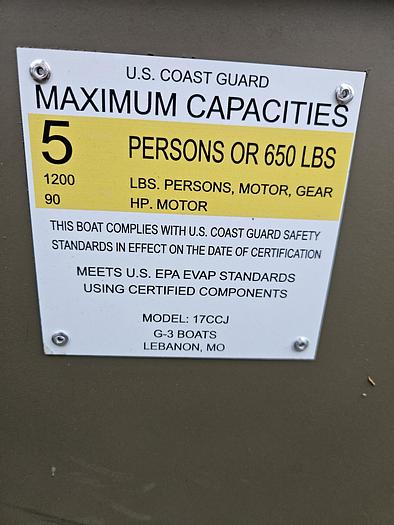 U.S. COAST GUARD
MAXIMUM CAPACITIES
5 PERSONS OR 650 LBS
1200 LBS. PERSONS, MOTOR, GEAR
90 HP. MOTOR
THIS BOAT COMPLIES WITH U.S. COAST GUARD SAFETY
STANDARDS IN EFFECT ON THE DATE OF CERTIFICATION
MEETS U.S. EPA EVAP STANDARDS
USING CERTIFIED COMPONENTS
MODEL: 17CCJ
G-3 BOATS
LEBANON, MO